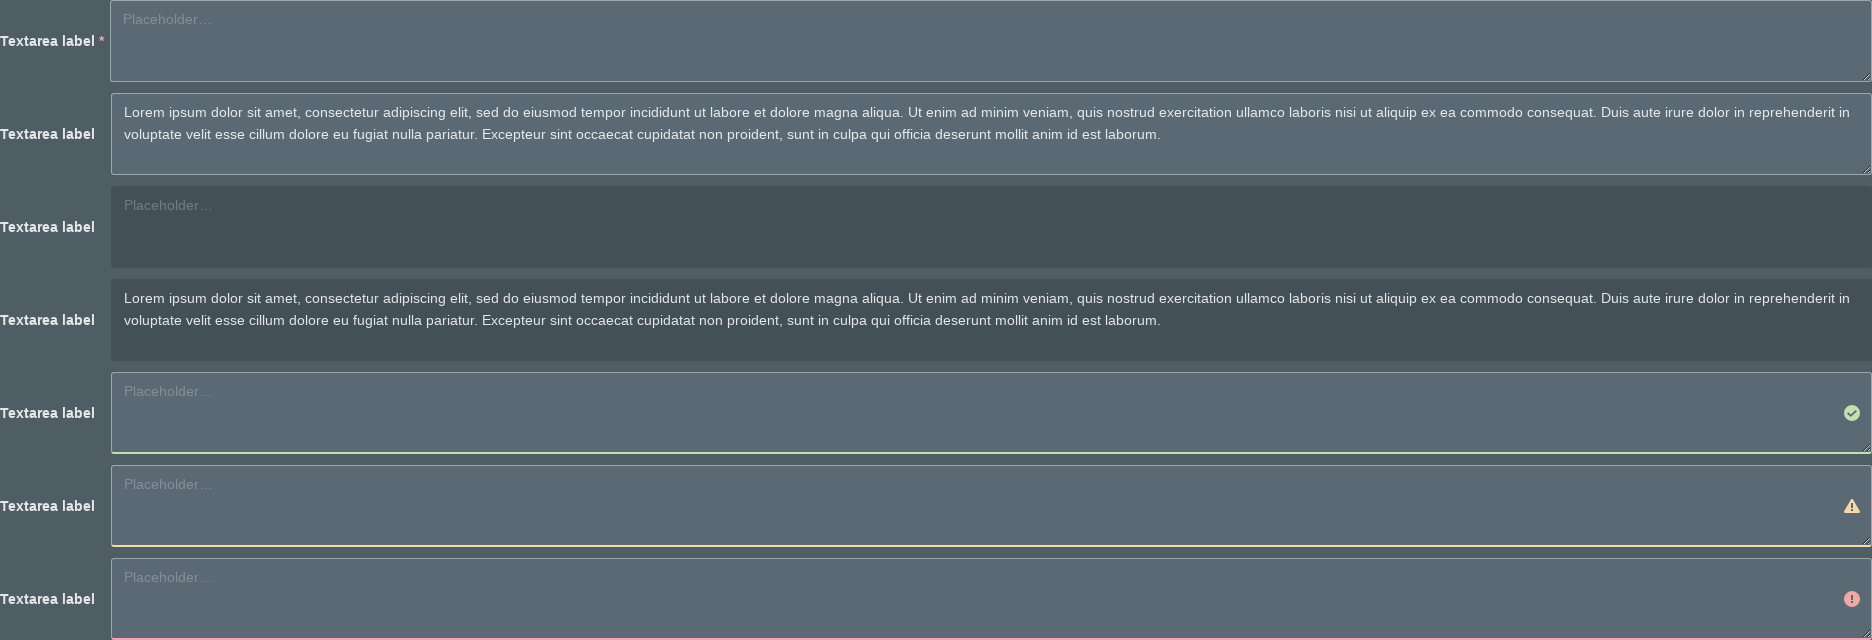 Textarea label *
Placeholder…
Textarea label
Lorem ipsum dolor sit amet, consectetur adipiscing elit, sed do eiusmod tempor incididunt ut labore et dolore magna aliqua. Ut enim ad minim veniam, quis nostrud exercitation ullamco laboris nisi ut aliquip ex ea commodo consequat. Duis aute irure dolor in reprehenderit in
voluptate velit esse cillum dolore eu fugiat nulla pariatur. Excepteur sint occaecat cupidatat non proident, sunt in culpa qui officia deserunt mollit anim id est laborum.
Textarea label
Placeholder…
Textarea label
Lorem ipsum dolor sit amet, consectetur adipiscing elit, sed do eiusmod tempor incididunt ut labore et dolore magna aliqua. Ut enim ad minim veniam, quis nostrud exercitation ullamco laboris nisi ut aliquip ex ea commodo consequat. Duis aute irure dolor in reprehenderit in
voluptate velit esse cillum dolore eu fugiat nulla pariatur. Excepteur sint occaecat cupidatat non proident, sunt in culpa qui officia deserunt mollit anim id est laborum.
Textarea label
Placeholder…
Textarea label
Placeholder…
Textarea label
Placeholder…